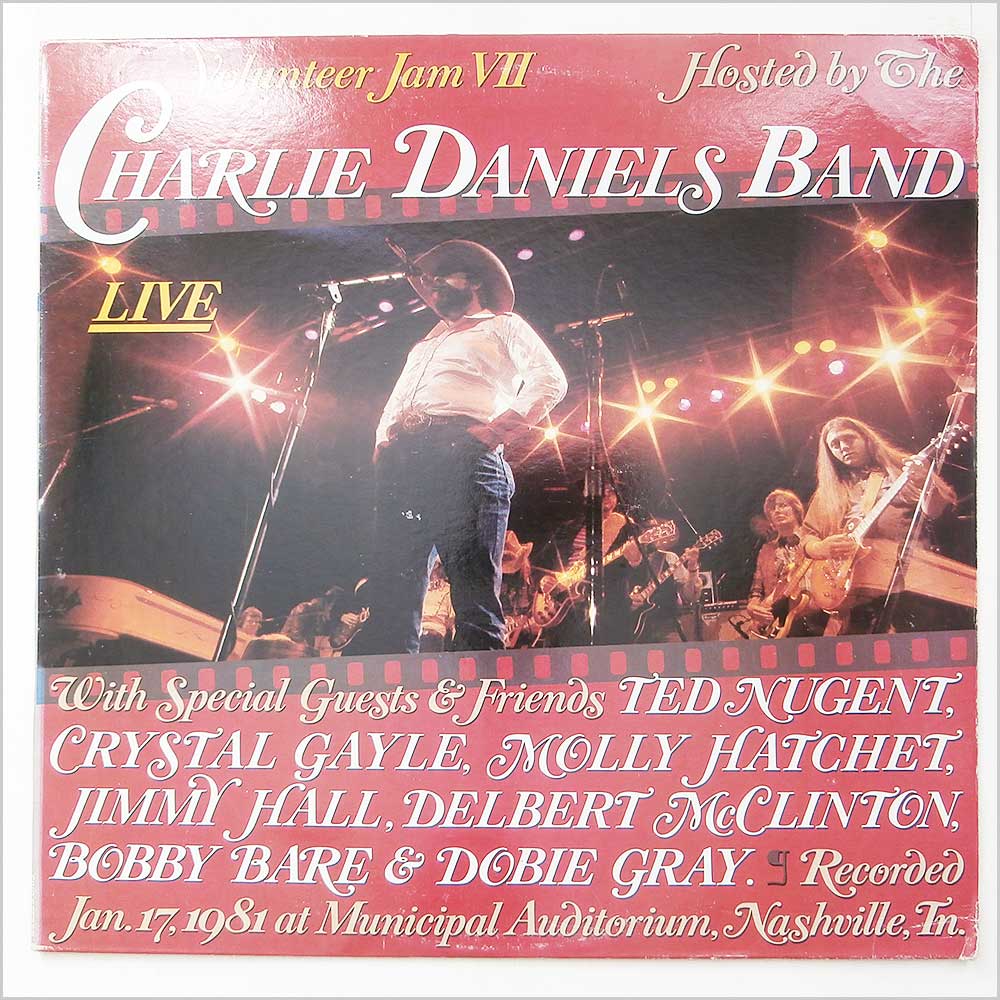 Volunteer Jam VII Hosted by The
CHARLIE DANIELS BAND
LIVE
With Special Guests & Friends TED NUGENT,
CRYSTAL GAYLE, MOLLY HATCHET,
JIMMY HALL, DELBERT McCLINTON,
BOBBY BARE & DOBIE GRAY. ¶ Recorded
Jan. 17, 1981 at Municipal Auditorium, Nashville, Tn.